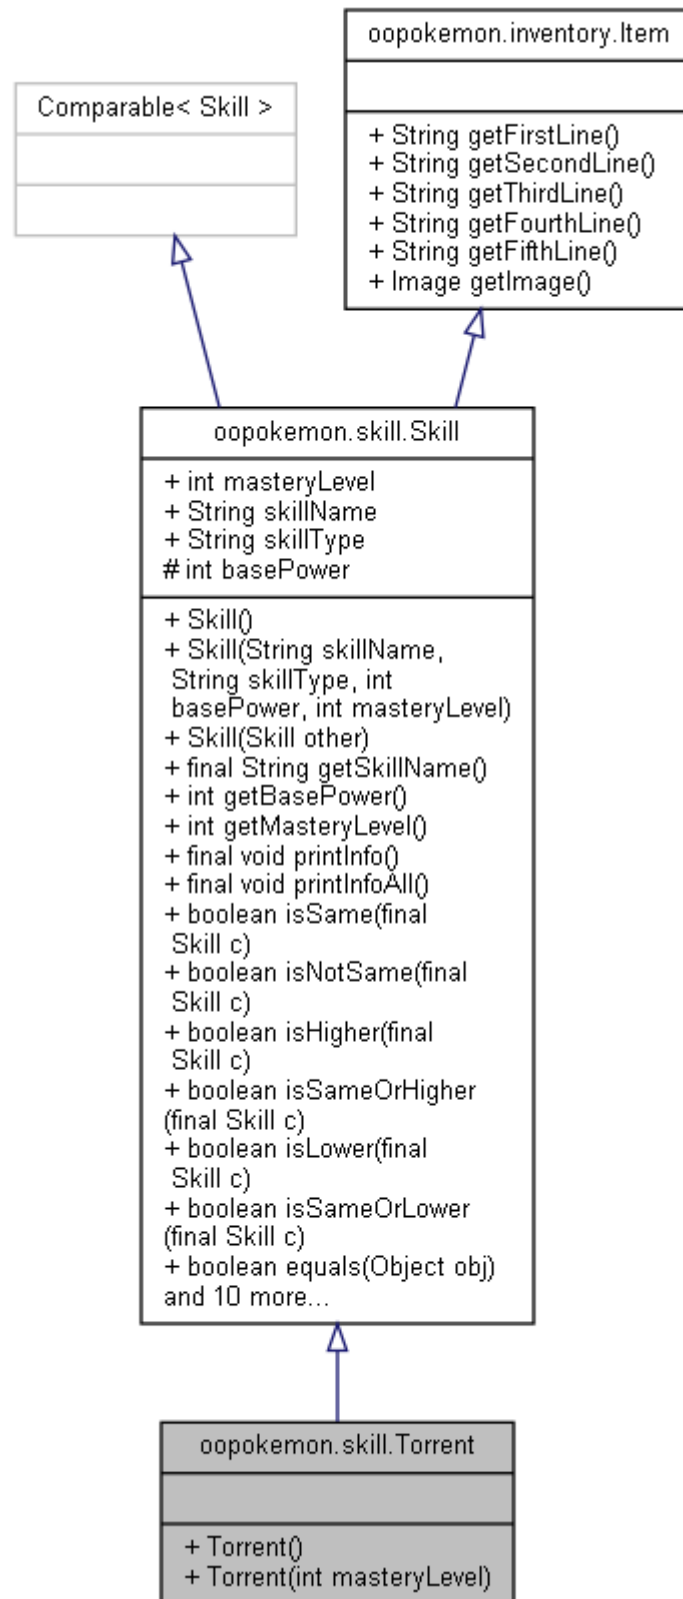 oopokemon.inventory.Item
+ String getFirstLine()
+ String getSecondLine()
+ String getThirdLine()
+ String getFourthLine()
+ String getFifthLine()
+ Image getImage()
Comparable< Skill >
oopokemon.skill.Skill
+ int masteryLevel
+ String skillName
+ String skillType
# int basePower
+ Skill()
+ Skill(String skillName,
String skillType, int
basePower, int masteryLevel)
+ Skill(Skill other)
+ final String getSkillName()
+ int getBasePower()
+ int getMasteryLevel()
+ final void printInfo()
+ final void printInfoAll()
+ boolean isSame(final
Skill c)
+ boolean isNotSame(final
Skill c)
+ boolean isHigher(final
Skill c)
+ boolean isSameOrHigher
(final Skill c)
+ boolean isLower(final
Skill c)
+ boolean isSameOrLower
(final Skill c)
+ boolean equals(Object obj)
and 10 more...
oopokemon.skill.Torrent
+ Torrent()
+ Torrent(int masteryLevel)